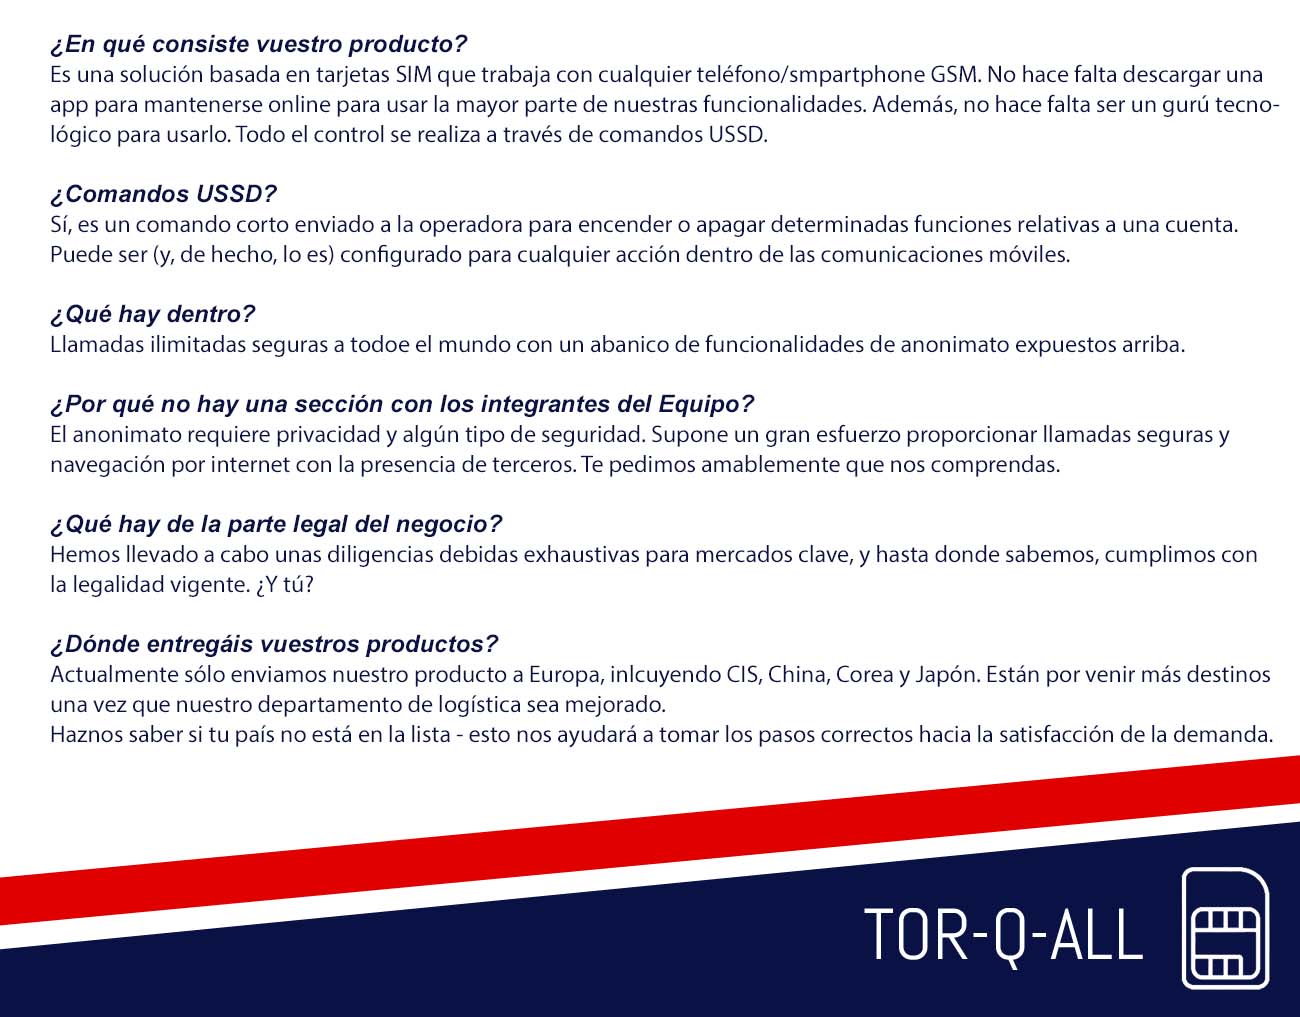 ¿En qué consiste vuestro producto?
Es una solución basada en tarjetas SIM que trabaja con cualquier teléfono/smpartphone GSM. No hace falta descargar una
app para mantenerse online para usar la mayor parte de nuestras funcionalidades. Además, no hace falta ser un gurú tecno-
lógico para usarlo. Todo el control se realiza a través de comandos USSD.
¿Comandos USSD?
Sí, es un comando corto enviado a la operadora para encender o apagar determinadas funciones relativas a una cuenta.
Puede ser (y, de hecho, lo es) configurado para cualquier acción dentro de las comunicaciones móviles.
¿Qué hay dentro?
Llamadas ilimitadas seguras a todoe el mundo con un abanico de funcionalidades de anonimato expuestos arriba.
¿Por qué no hay una sección con los integrantes del Equipo?
El anonimato requiere privacidad y algún tipo de seguridad. Supone un gran esfuerzo proporcionar llamadas seguras y
navegación por internet con la presencia de terceros. Te pedimos amablemente que nos comprendas.
¿Qué hay de la parte legal del negocio?
Hemos llevado a cabo unas diligencias debidas exhaustivas para mercados clave, y hasta donde sabemos, cumplimos con
la legalidad vigente. ¿Y tú?
¿Dónde entregáis vuestros productos?
Actualmente sólo enviamos nuestro producto a Europa, inlcuyendo CIS, China, Corea y Japón. Están por venir más destinos
una vez que nuestro departamento de logística sea mejorado.
Haznos saber si tu país no está en la lista - esto nos ayudará a tomar los pasos correctos hacia la satisfacción de la demanda.
TOR-Q-ALL